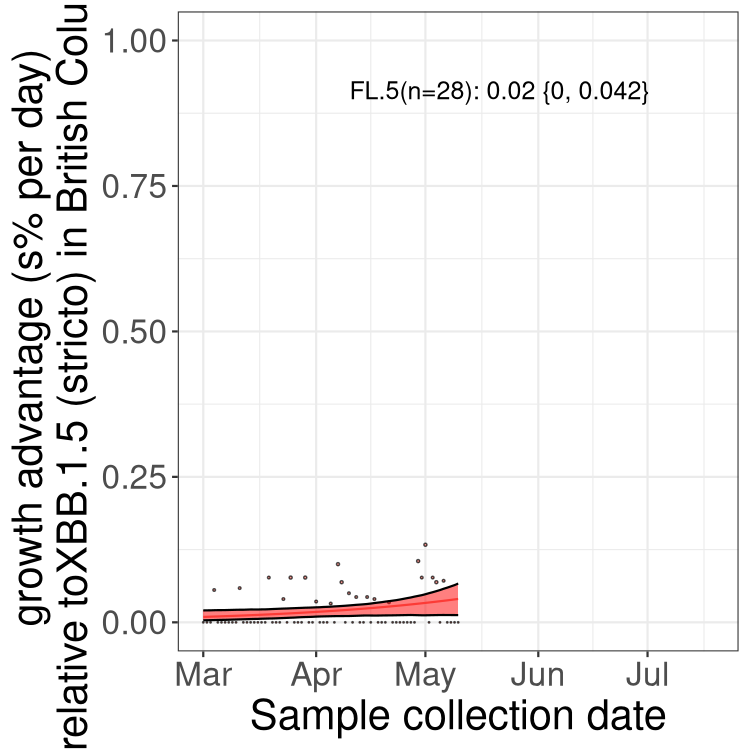 growth advantage (s% per day)
relative toXBB.1.5 (stricto) in British Colu
1.00
0.75
0.50
0.25
0.00
FL.5(n=28): 0.02 {0, 0.042}
Mar Apr May Jun Jul
Sample collection date